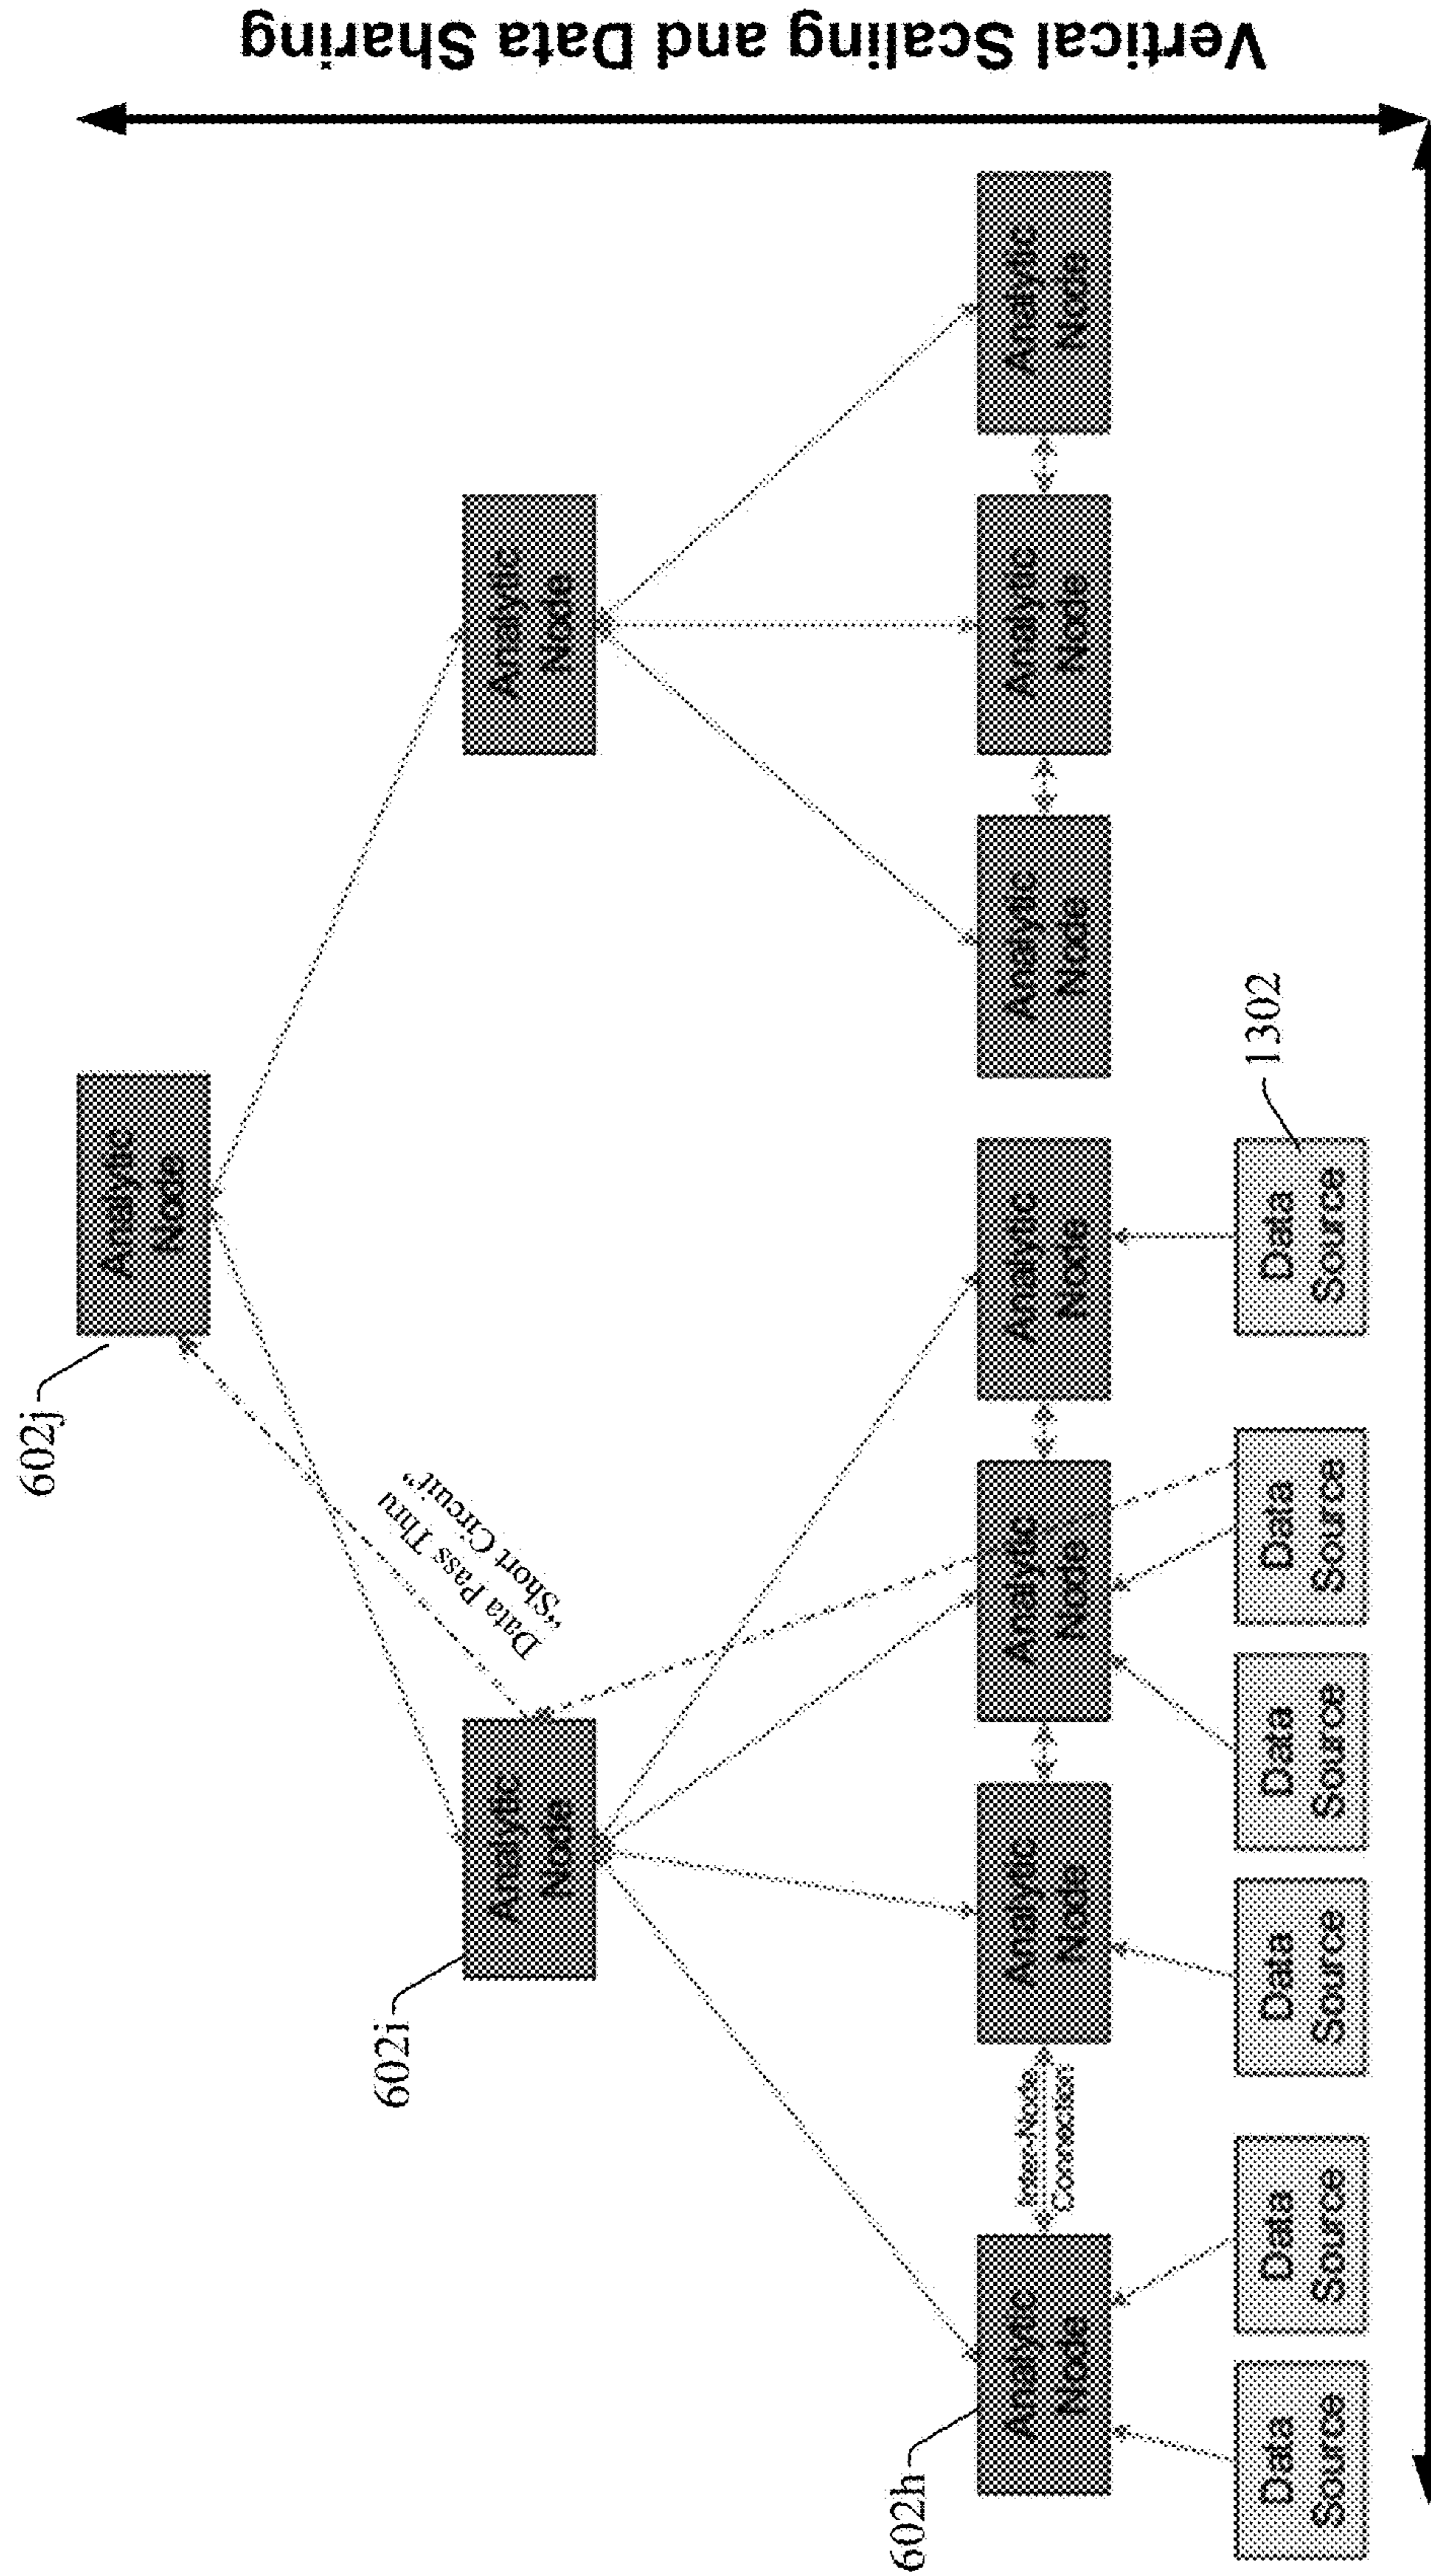 602j
Analytic
Node
Data Pass Thru
“Short Circuit”
602i
Analytic
Node
Analytic
Node
602h
Analytic
Node
Inter-Node
Connection
Analytic
Node
Analytic
Node
Analytic
Node
Analytic
Node
Analytic
Node
Analytic
Node
Data
Source
Data
Source
Data
Source
Data
Source
Data
Source
Data
Source
1302
Vertical Scaling and Data Sharing